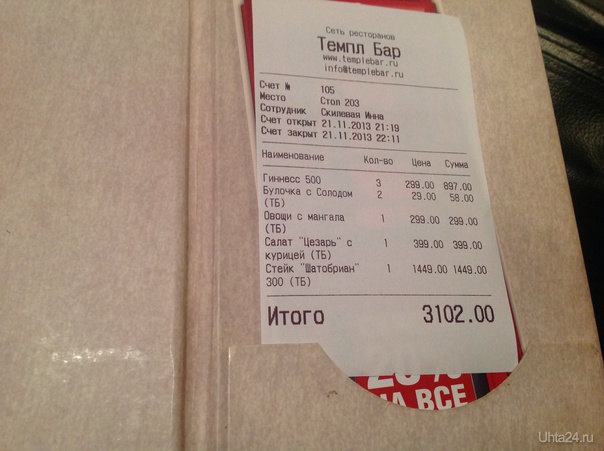 Сеть ресторанов
Темпл Бар
www.templebar.ru
info@templebar.ru
Счет № 105
Место Стол 203
Сотрудник Скилевая Инна
Счет открыт 21.11.2013 21:19
Счет закрыт 21.11.2013 22:11
Наименование Кол-во Цена Сумма
Гиннесс 500 3 299.00 897.00
Булочка с Солодом 2 29.00 58.00
(ТБ)
Овощи с мангала 1 299.00 299.00
(ТБ)
Салат "Цезарь" с 1 399.00 399.00
курицей (ТБ)
Стейк "Шатобриан" 1 1449.00 1449.00
300 (ТБ)
Итого 3102.00
НА ВСЕ
Uhta24.ru